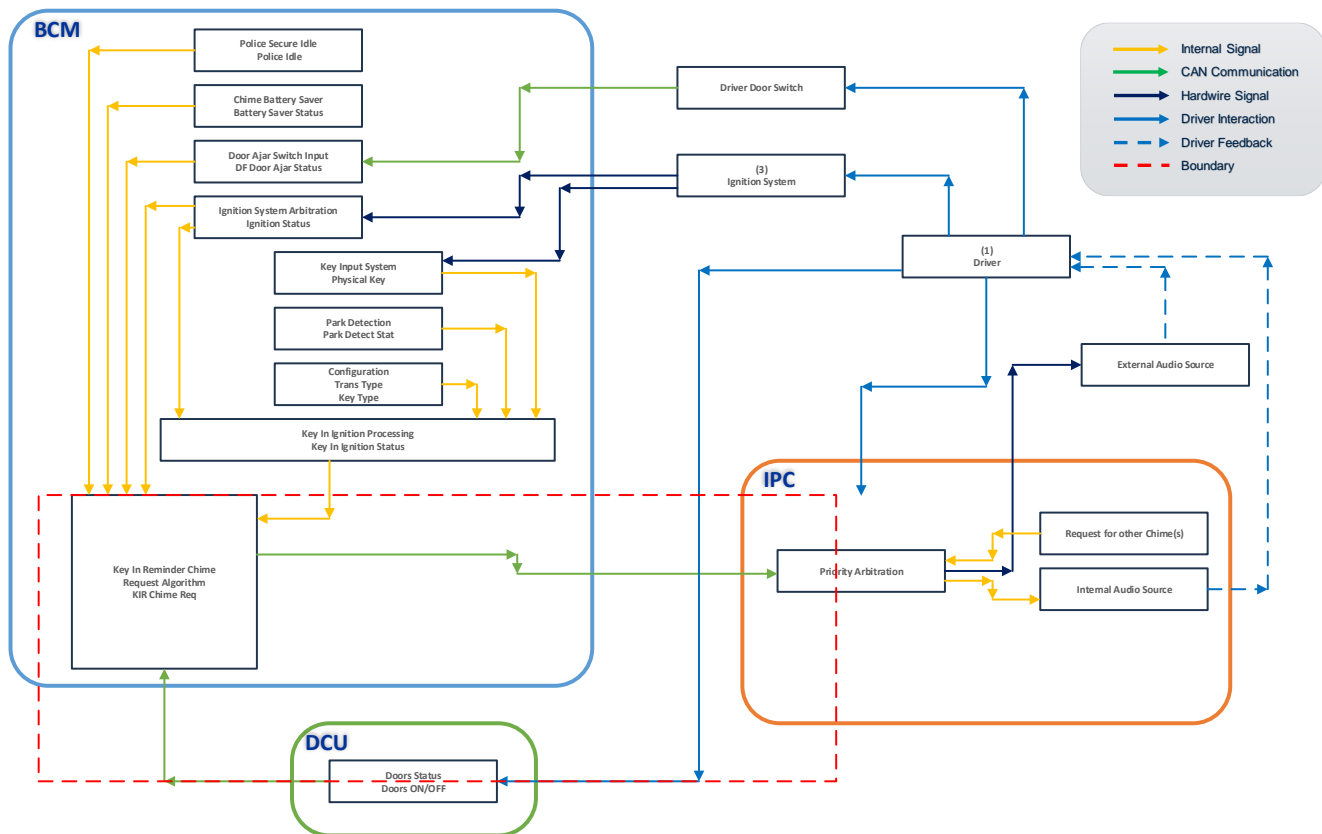 BCM
Police Secure Idle
Police Idle
Chime Battery Saver
Battery Saver Status
Door Ajar Switch Input
DF Door Ajar Status
Ignition System Arbitration
Ignition Status
Key Input System
Physical Key
Park Detection
Park Detect Stat
Configuration
Trans Type
Key Type
Key In Ignition Processing
Key In Ignition Status
Key In Reminder Chime
Request Algorithm
KIR Chime Req
Driver Door Switch
(3)
Ignition System
(1)
Driver
External Audio Source
Internal Signal
CAN Communication
Hardwire Signal
Driver Interaction
Driver Feedback
Boundary
IPC
Request for other Chime(s)
Priority Arbitration
Internal Audio Source
DCU
Doors Status
Doors ON/OFF